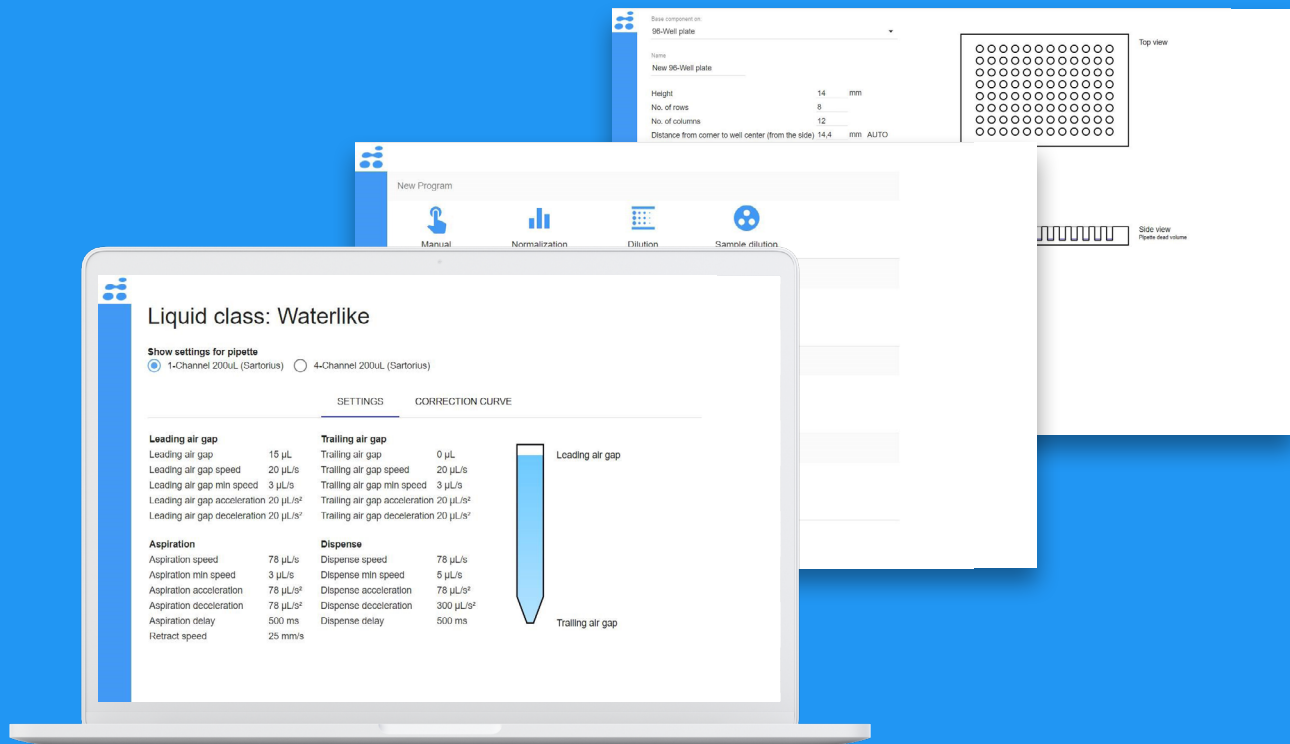 Base component on
96-Well plate
Name
New 96-Well plate
Height 14 mm
No. of rows 8
No. of columns 12
Distance from corner to well center (from the side) 14,4 mm AUTO
Top view
Side view
Pipette dead volume
New Program
Manual Normalization Dilution Sample dilution
Liquid class: Waterlike
Show settings for pipette
1-Channel 200uL (Sartorius) 4-Channel 200uL (Sartorius)
SETTINGS CORRECTION CURVE
Leading air gap Trailing air gap
Leading air gap 15 µL Trailing air gap 0 µL
Leading air gap speed 20 µL/s Trailing air gap speed 20 µL/s
Leading air gap min speed 3 µL/s Trailing air gap min speed 3 µL/s
Leading air gap acceleration 20 µL/s² Trailing air gap acceleration 20 µL/s²
Leading air gap deceleration 20 µL/s² Trailing air gap deceleration 20 µL/s²
Aspiration Dispense
Aspiration speed 78 µL/s Dispense speed 78 µL/s
Aspiration min speed 3 µL/s Dispense min speed 5 µL/s
Aspiration acceleration 78 µL/s² Dispense acceleration 78 µL/s²
Aspiration deceleration 78 µL/s² Dispense deceleration 300 µL/s²
Aspiration delay 500 ms Dispense delay 500 ms
Retract speed 25 mm/s
Leading air gap
Trailing air gap